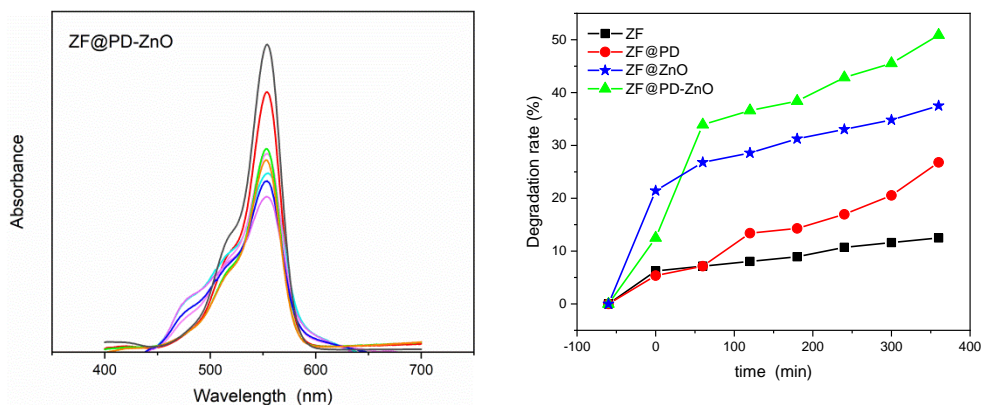 ZF@PD-ZnO
Absorbance
400
500
600
700
Wavelength (nm)
ZF
ZF@PD
ZF@ZnO
ZF@PD-ZnO
Degradation rate (%)
50
40
30
20
10
0
-100
0
100
200
300
400
time (min)